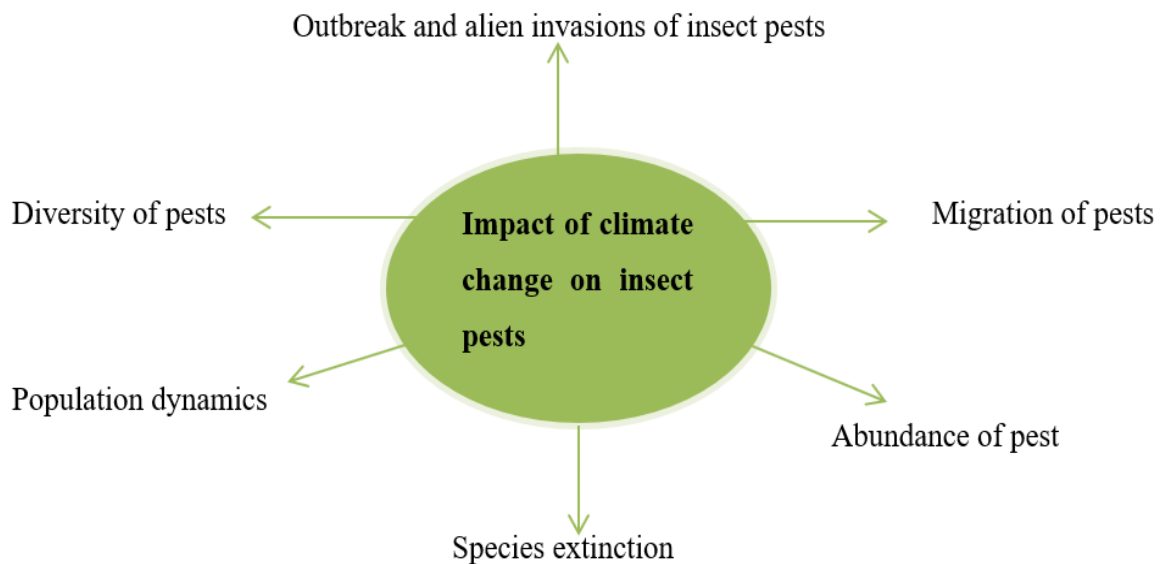 Outbreak and alien invasions of insect pests
Diversity of pests
Impact of climate
change on insect
pests
Migration of pests
Population dynamics
Abundance of pest
Species extinction